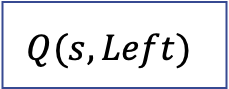 Q(s, Left)